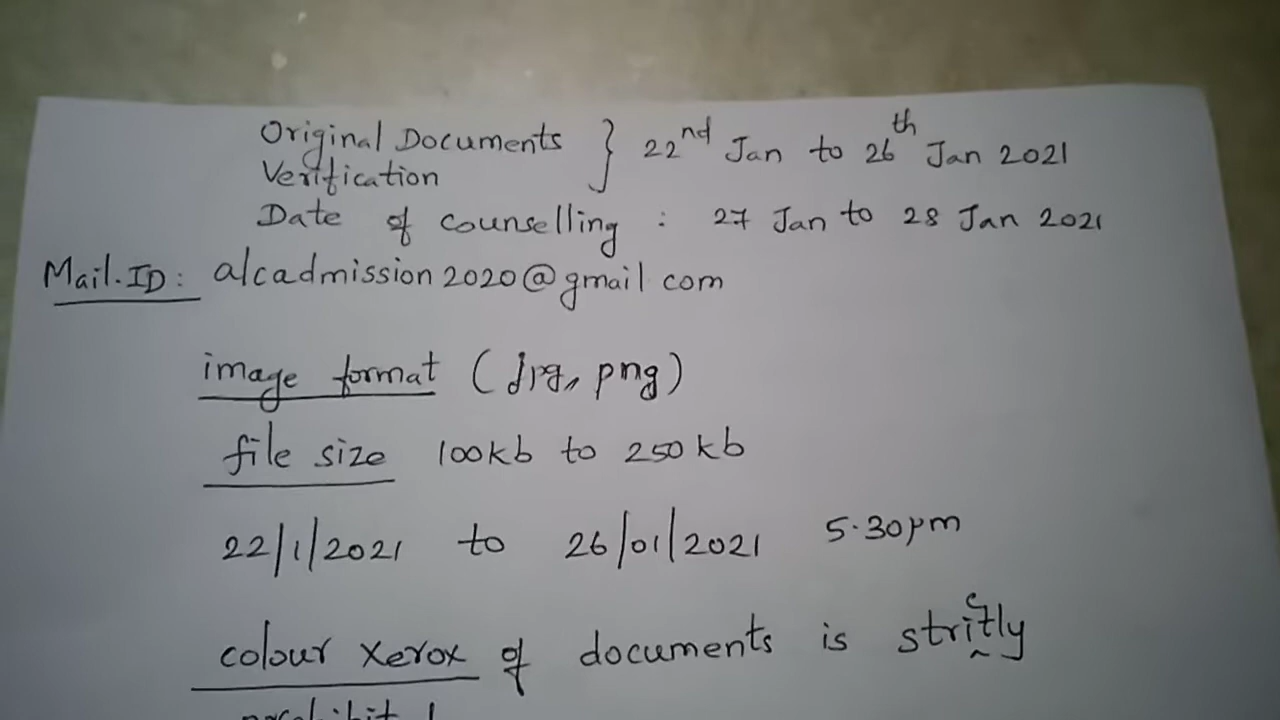 Original Documents } 22nd Jan to 26th Jan 2021
Verification
Date of counselling : 27 Jan to 28 Jan 2021
Mail.ID: alcadmission2020@gmail com
image format (jpg, png)
file size 100kb to 250kb
22/1/2021 to 26/01/2021 5.30pm
colour xerox of documents is strictly